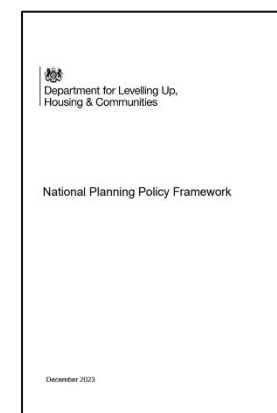 Department for Levelling Up,
Housing & Communities
National Planning Policy Framework
December 2023